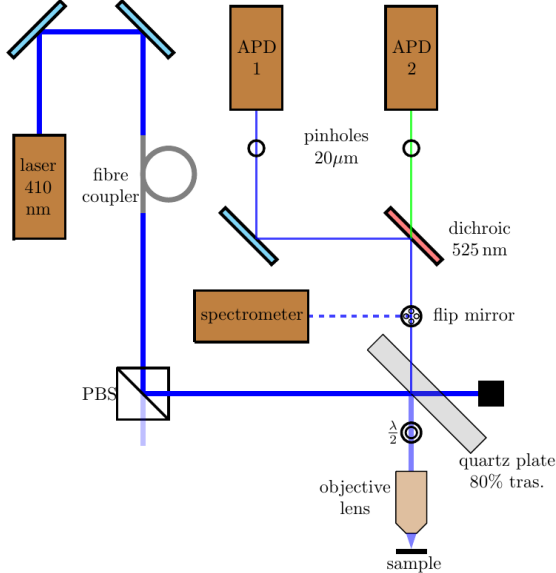 APD
1
APD
2
pinholes
20μm
laser
410
nm
fibre
coupler
dichroic
525 nm
spectrometer
flip mirror
PBS
λ
2
quartz plate
80% tras.
objective
lens
sample